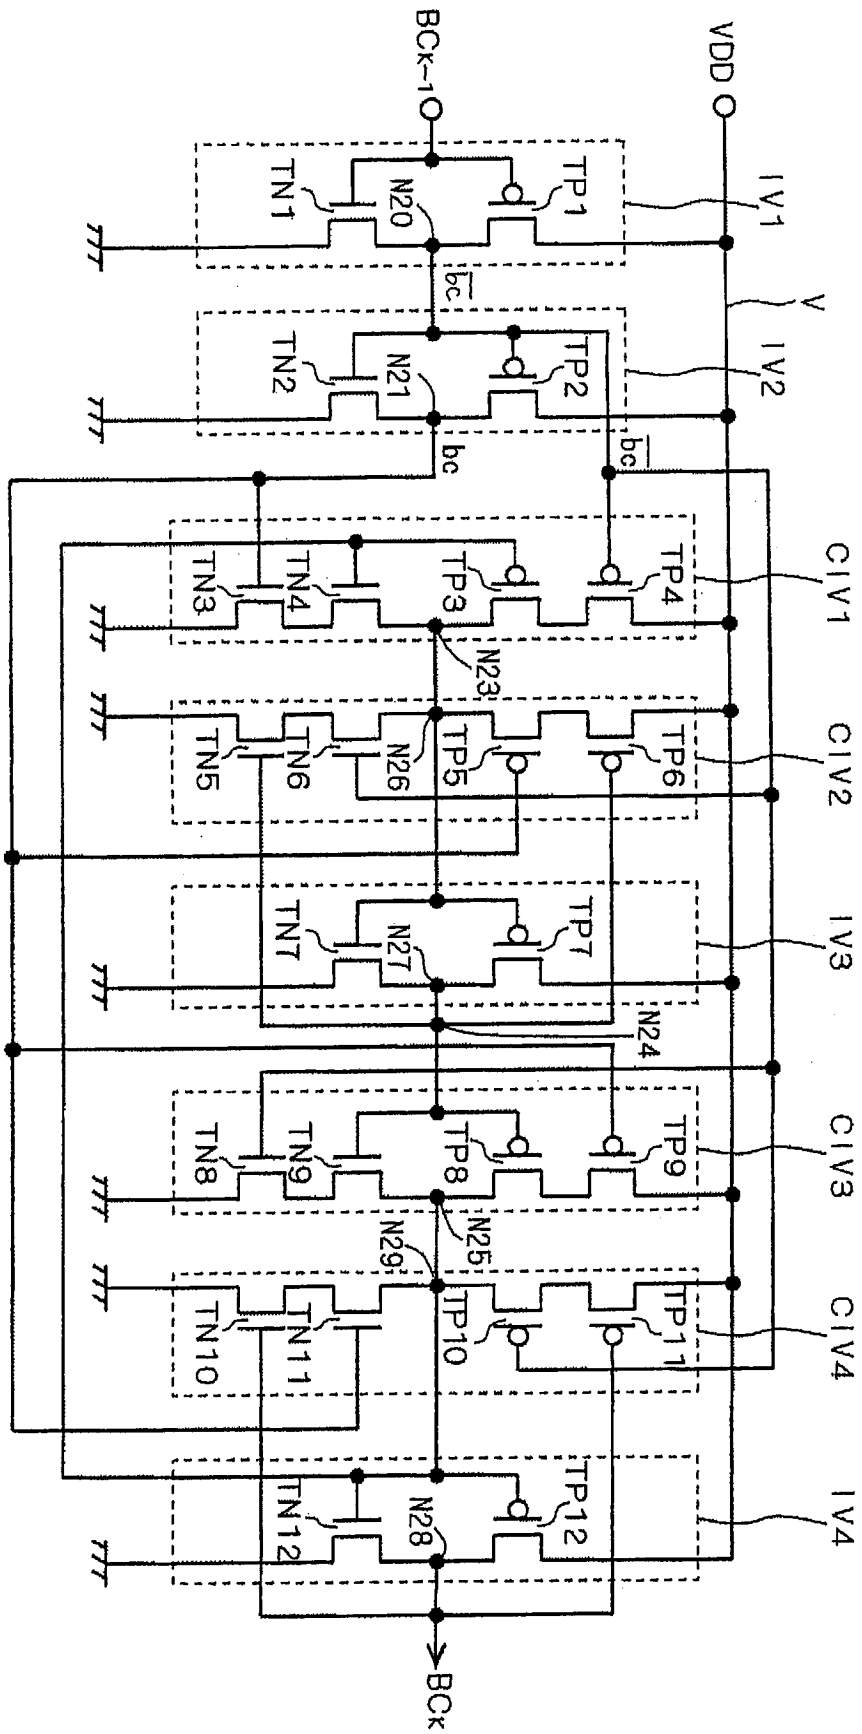 IV1
IV2
CIV1
CIV2
IV3
CIV3
CIV4
IV4
VDD
V
bc
TP4
TP6
N24
TP9
TP11
TP1
TP2
TP3
TP5
TP7
TP8
TP10
TP12
N23
N25
BCK-1
N20
bc
N21
bc
N26
N27
N29
N28
BCK
TN1
TN2
TN4
TN6
TN7
TN9
TN11
TN12
TN3
TN5
TN8
TN10